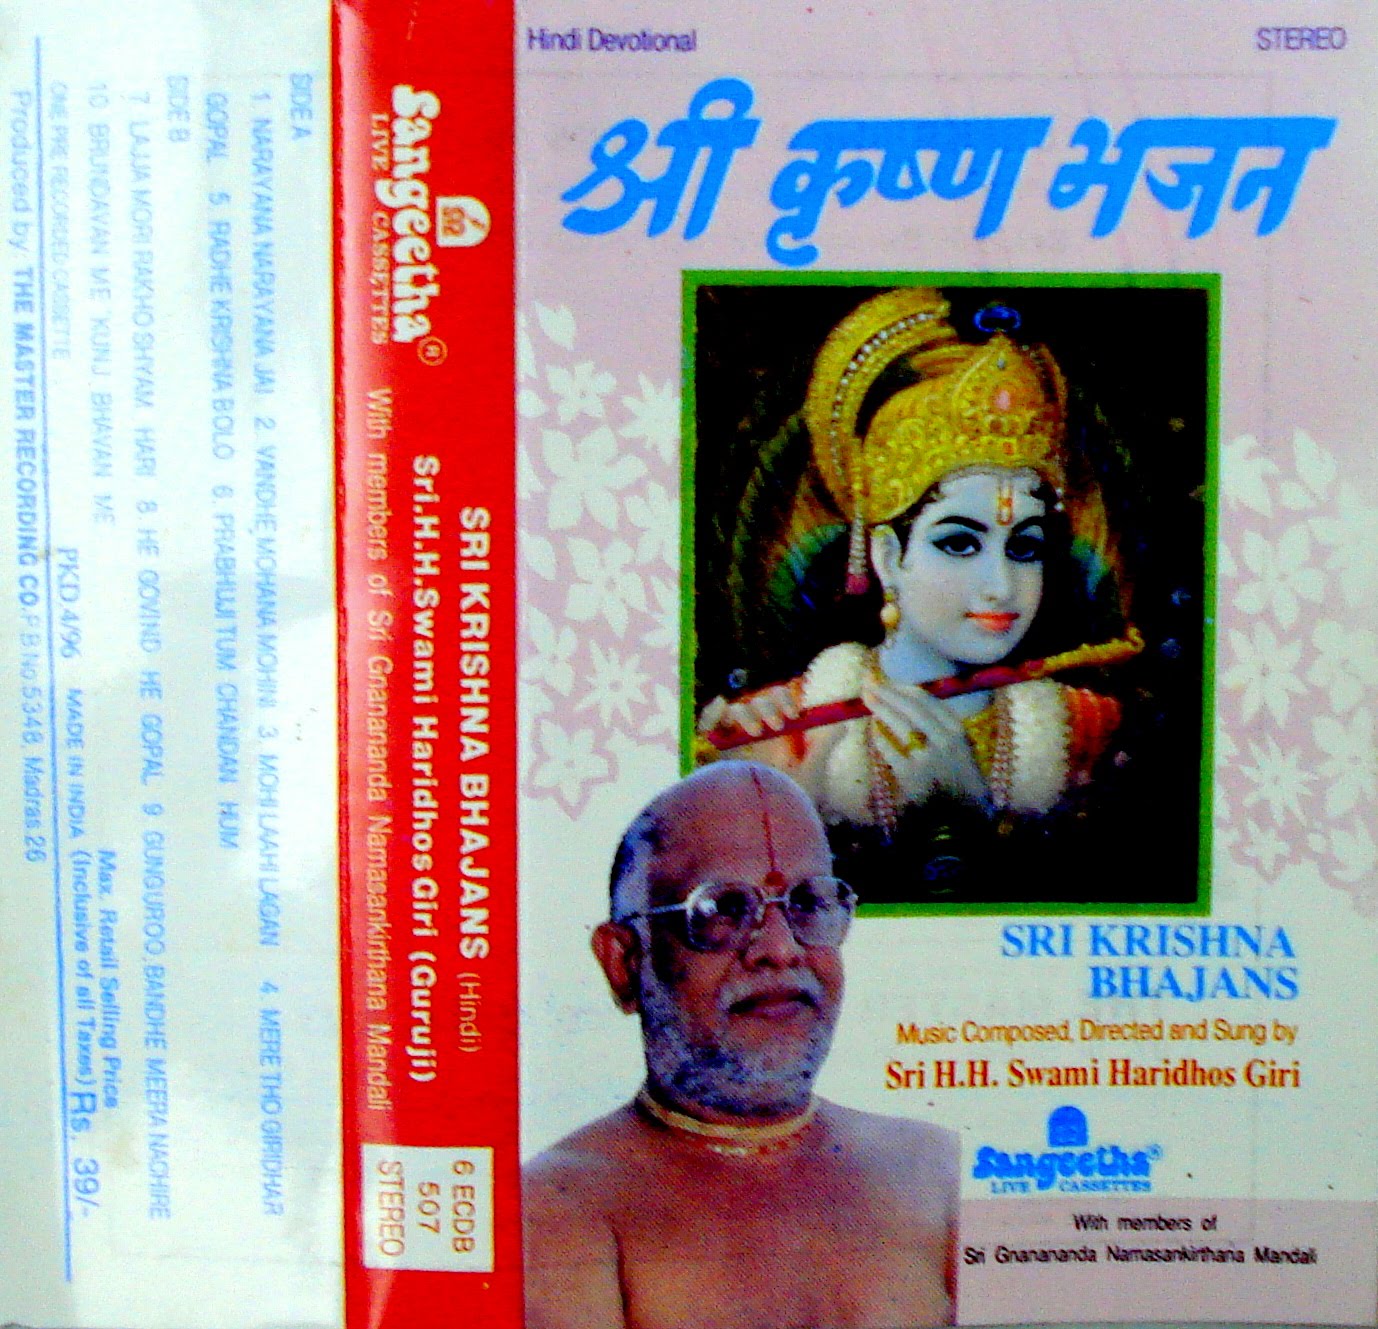 Hindi Devotional
STEREO
श्री कृष्ण भजन
SRI KRISHNA
BHAJANS
Music Composed, Directed and Sung by
Sri H.H. Swami Haridhos Giri
Sangeetha®
LIVE CASSETTES
With members of
Sri Gnanananda Namasankirthana Mandali
Sangeetha®
LIVE CASSETTES
SRI KRISHNA BHAJANS (Hindi)
Sri.H.H.Swami Haridhos Giri (Guruji)
With members of Sri Gnanananda Namasankirthana Mandali
6 ECDB
507
STEREO
SIDE A
1. NARAYANA NARAYANA JAI 2. VANDHE MOHANA MOHINI 3. MOHI LAAHI LAGAN 4. MERE THO GIRIDHAR
GOPAL 5. RADHE KRISHNA BOLO 6. PRABHUJI TUM CHANDAN HUM
SIDE B
7. LAJJA MORI RAKHO SHYAM HARI 8. HE GOVIND HE GOPAL 9. GUNGUROO BANDHE MEERA NACHIRE
10. BRUNDAVAN ME KUNJ BHAVAN ME
Max. Retail Selling Price
ONE PRE RECORDED CASSETTE PKD.4/96 MADE IN INDIA (Inclusive of all Taxes) Rs. 39/-
Produced by: THE MASTER RECORDING CO. P.B.No.5348, Madras.26